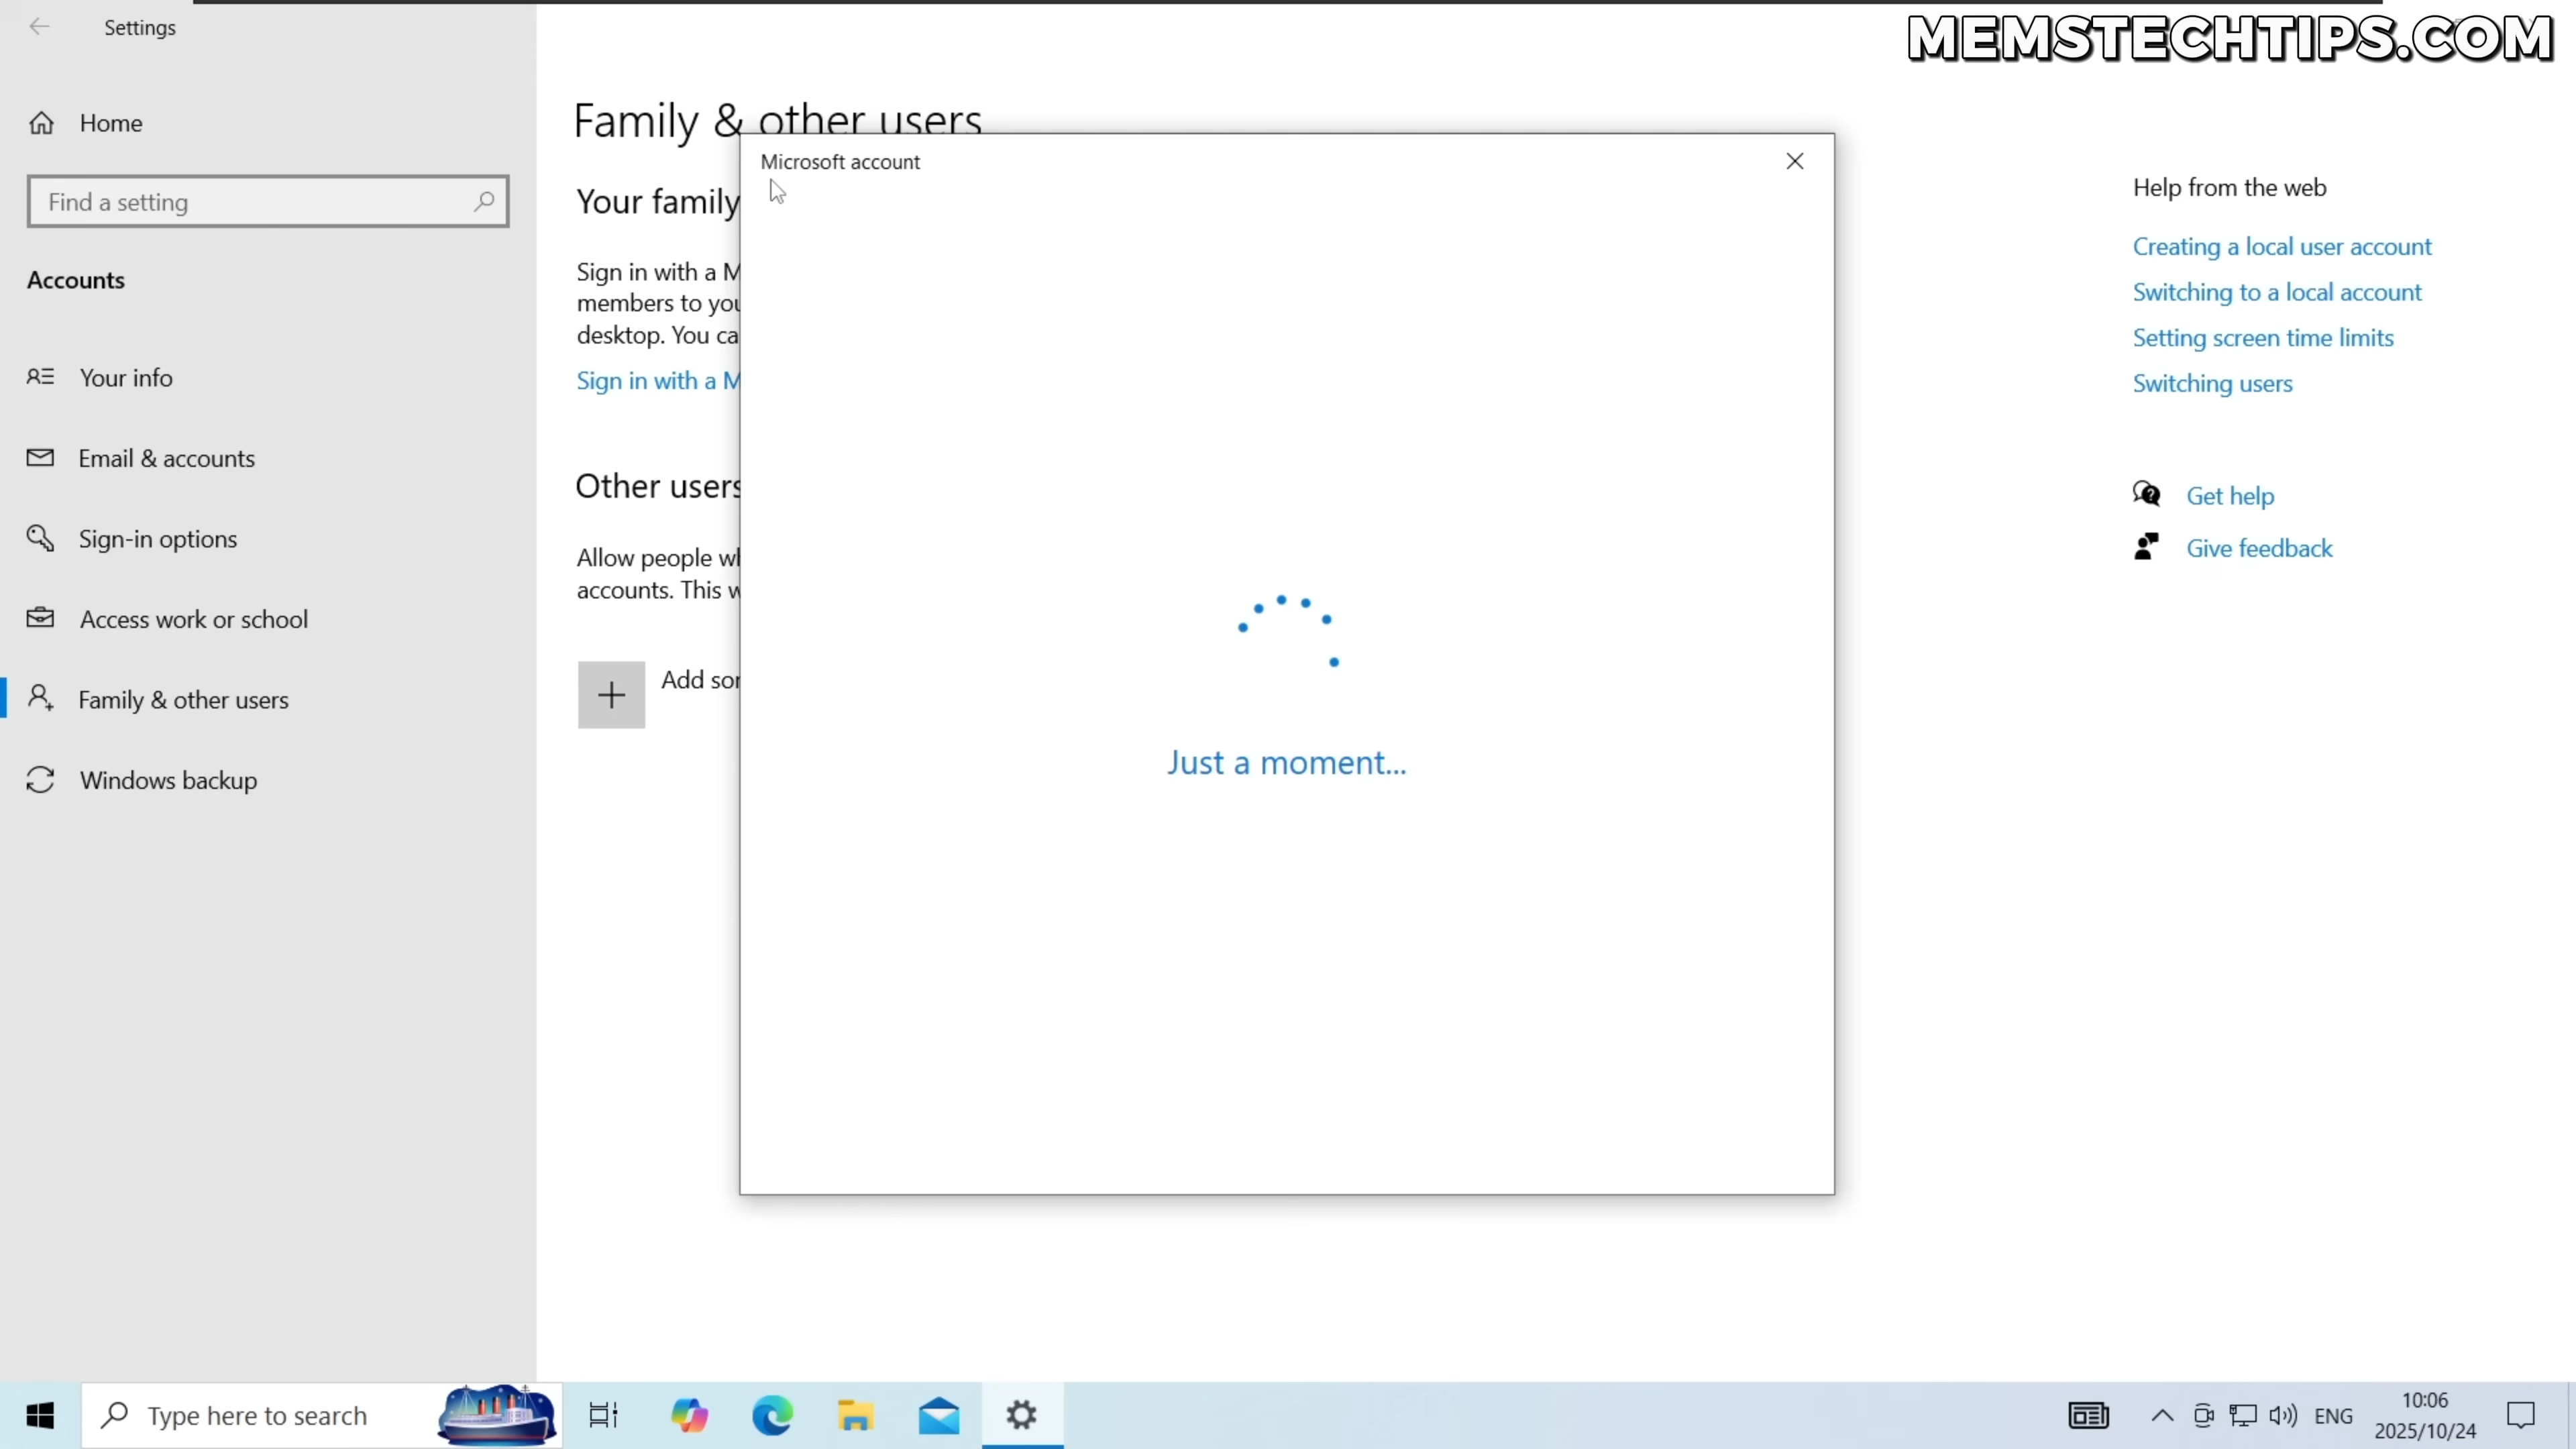 Settings
MEMSTECHTIPS.COM
Home
Find a setting
Accounts
Your info
Email & accounts
Sign-in options
Access work or school
Family & other users
Windows backup
Family & other users
Your family
Sign in with a
members to
desktop. You
Sign in with a
Other users
Allow people
accounts. This
Add
Microsoft account
Just a moment...
Help from the web
Creating a local user account
Switching to a local account
Setting screen time limits
Switching users
Get help
Give feedback
Type here to search
ENG
10:06
2025/10/24